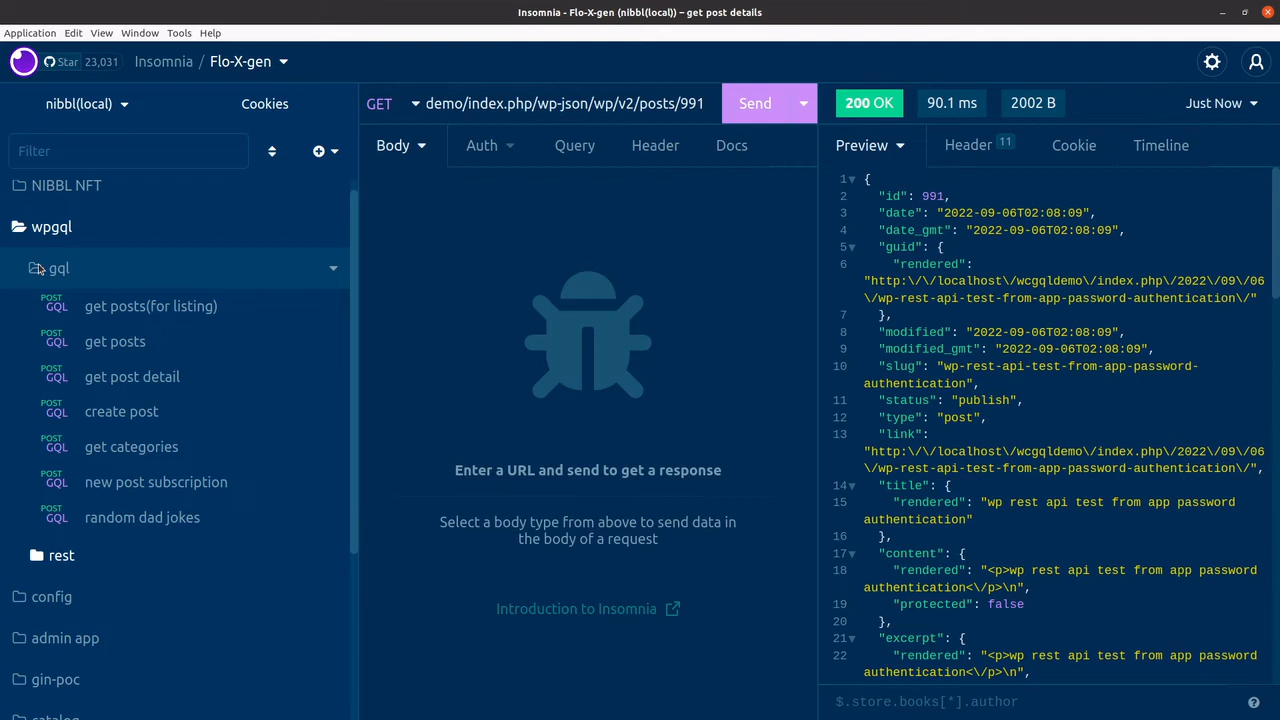 Insomnia - Flo-X-gen (nibbl(local)) – get post details
Application Edit View Window Tools Help
Star 23,031 Insomnia / Flo-X-gen
nibbl(local) Cookies
Filter
NIBBL NFT
wpgql
gql
POST GQL get posts(for listing)
POST GQL get posts
POST GQL get post detail
POST GQL create post
POST GQL get categories
POST GQL new post subscription
POST GQL random dad jokes
rest
config
admin app
gin-poc
GET demo/index.php/wp-json/wp/v2/posts/991 Send
Body Auth Query Header Docs
Enter a URL and send to get a response
Select a body type from above to send data in
the body of a request
Introduction to Insomnia
200 OK 90.1 ms 2002 B Just Now
Preview Header 11 Cookie Timeline
1 {
2 "id": 991,
3 "date": "2022-09-06T02:08:09",
4 "date_gmt": "2022-09-06T02:08:09",
5 "guid": {
6 "rendered":
"http:\/\/localhost\/wcgqldemo\/index.php\/2022\/09\/06
\/wp-rest-api-test-from-app-password-authentication\/"
7 },
8 "modified": "2022-09-06T02:08:09",
9 "modified_gmt": "2022-09-06T02:08:09",
10 "slug": "wp-rest-api-test-from-app-password-
authentication",
11 "status": "publish",
12 "type": "post",
13 "link":
"http:\/\/localhost\/wcgqldemo\/index.php\/2022\/09\/06
\/wp-rest-api-test-from-app-password-authentication\/",
14 "title": {
15 "rendered": "wp rest api test from app password
authentication"
16 },
17 "content": {
18 "rendered": "<p>wp rest api test from app password
authentication<\/p>\n",
19 "protected": false
20 },
21 "excerpt": {
22 "rendered": "<p>wp rest api test from app password
authentication<\/p>\n",
$.store.books[*].author